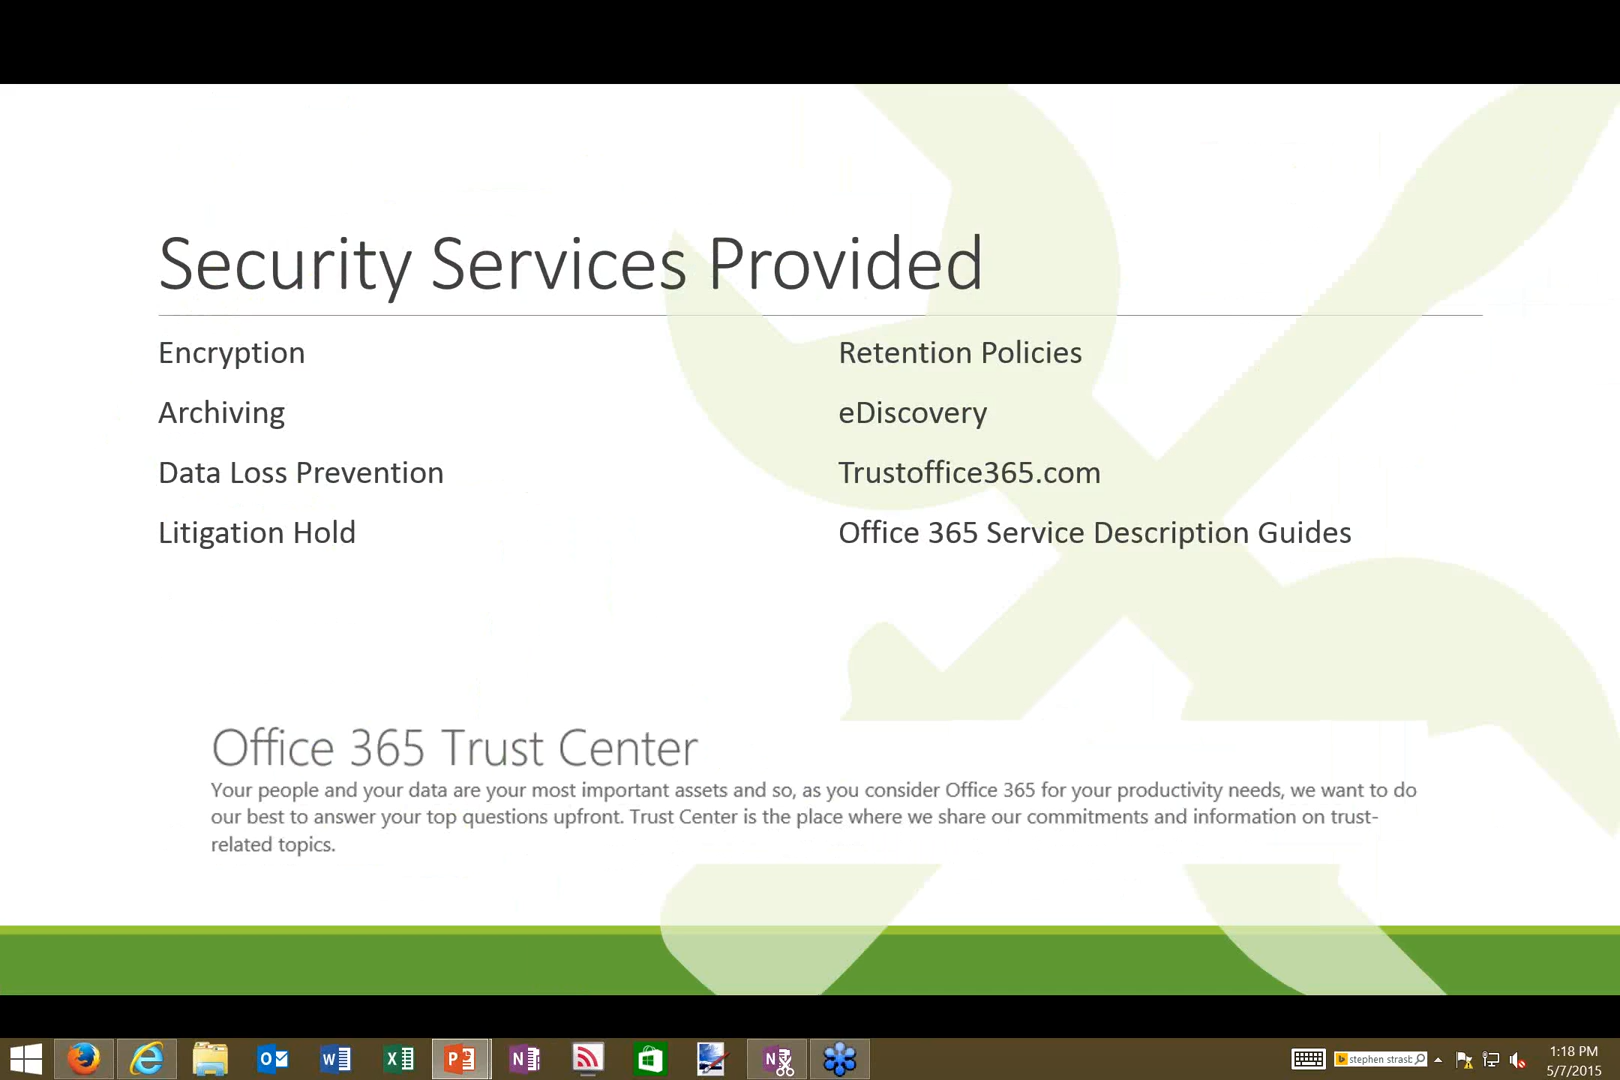 Security Services Provided
Encryption
Archiving
Data Loss Prevention
Litigation Hold
Retention Policies
eDiscovery
Trustoffice365.com
Office 365 Service Description Guides
Office 365 Trust Center
Your people and your data are your most important assets and so, as you consider Office 365 for your productivity needs, we want to do
our best to answer your top questions upfront. Trust Center is the place where we share our commitments and information on trust-
related topics.
stephen strasb
1:18 PM
5/7/2015